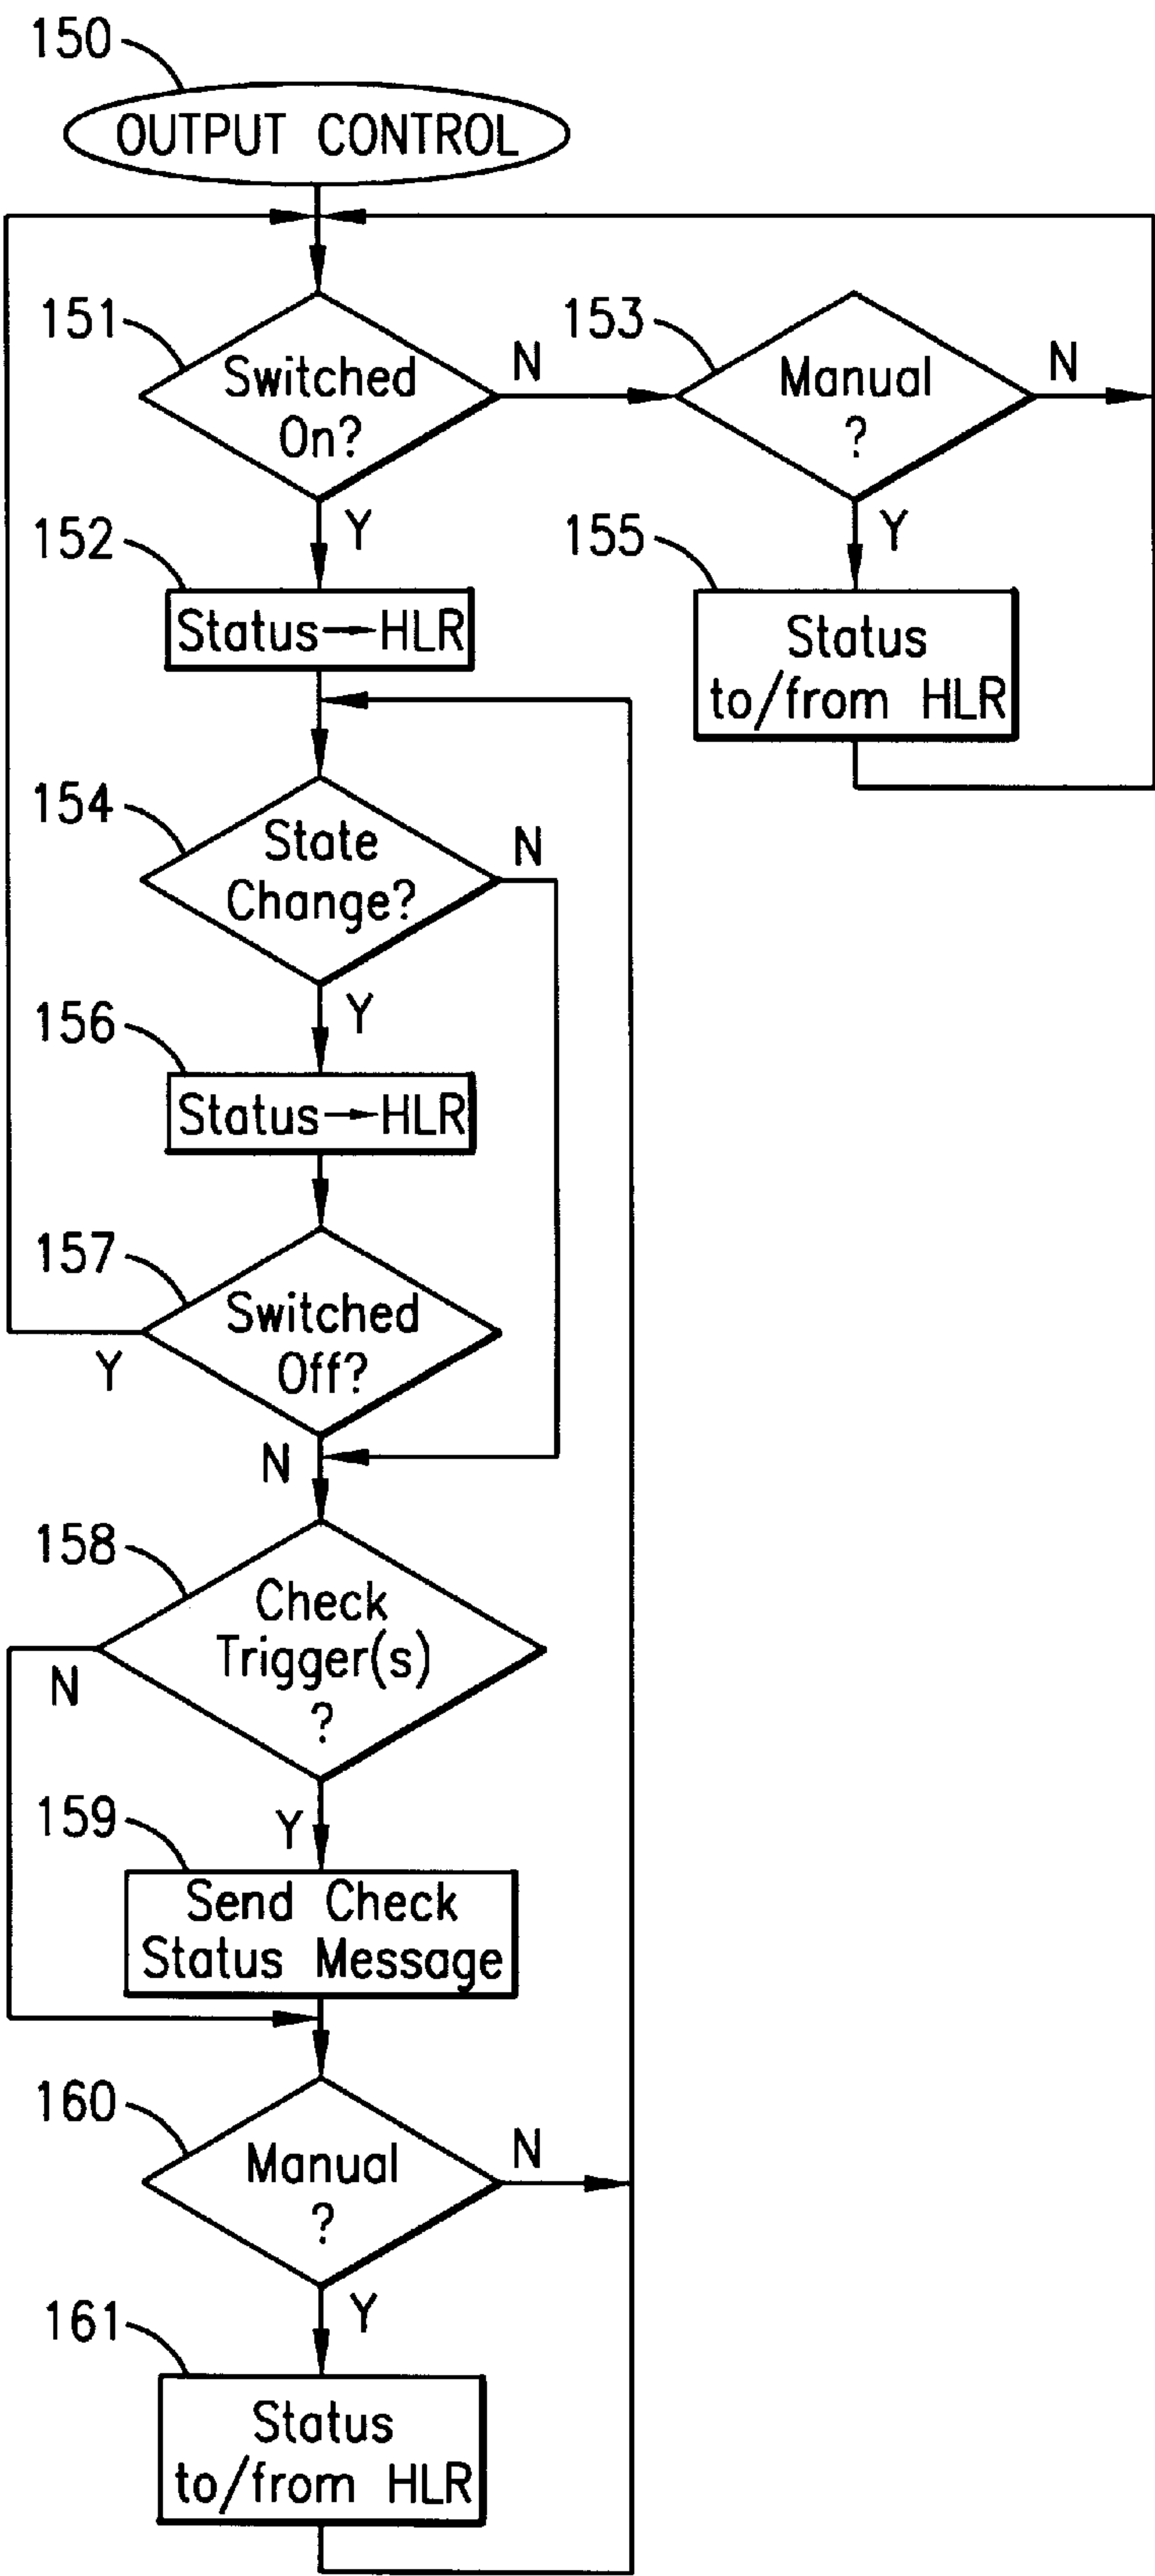 150
OUTPUT CONTROL
151
Switched
On?
N
Y
153
Manual
?
N
Y
152
Status→HLR
155
Status
to/from HLR
154
State
Change?
N
Y
156
Status→HLR
157
Switched
Off?
Y
N
158
Check
Trigger(s)
?
N
Y
159
Send Check
Status Message
160
Manual
?
N
Y
161
Status
to/from HLR